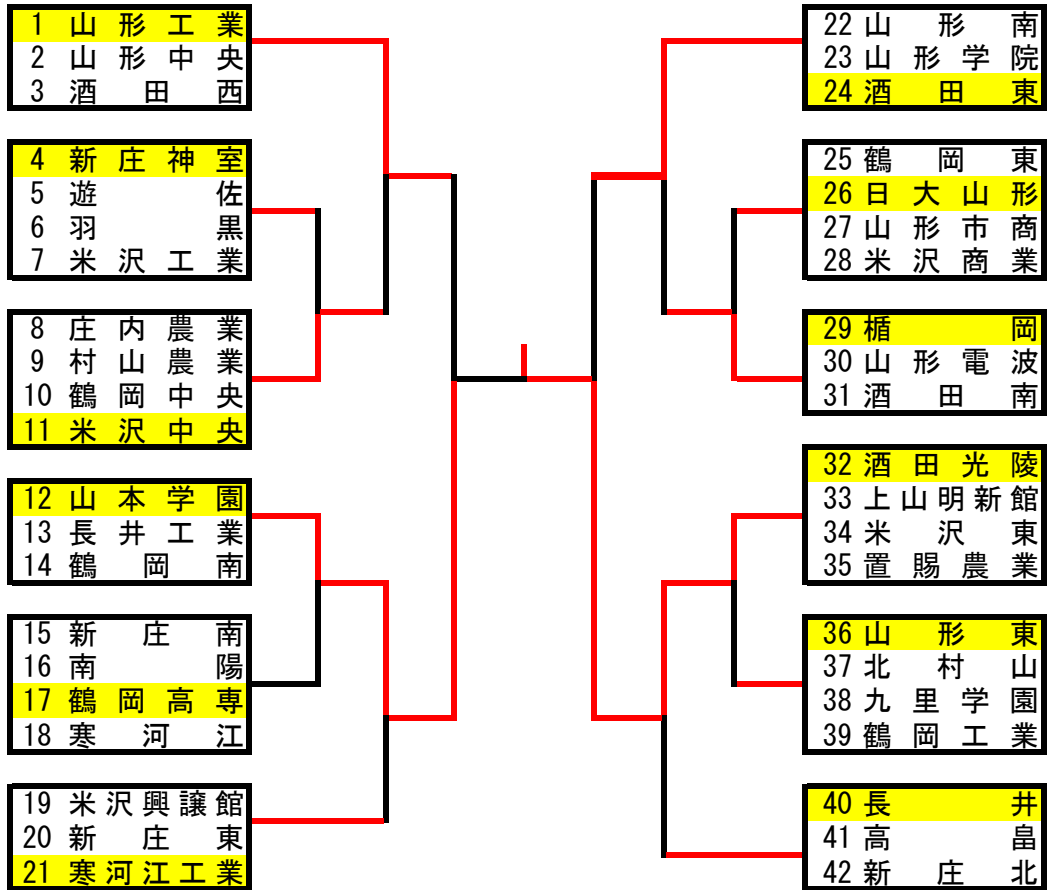 1 山形工業
2 山形中央
3 酒田西
4 新庄神室
5 遊佐
6 羽黒
7 米沢工業
8 庄内農業
9 村山農業
10 鶴岡中央
11 米沢中央
12 山本学園
13 長井工業
14 鶴岡南
15 新庄南
16 南陽
17 鶴岡高専
18 寒河江
19 米沢興譲館
20 新庄東
21 寒河江工業
22 山形南
23 山形学院
24 酒田東
25 鶴岡東
26 日大山形
27 山形市商
28 米沢商業
29 楯岡
30 山形電波
31 酒田南
32 酒田光陵
33 上山明新館
34 米沢東
35 置賜農業
36 山形東
37 北村山
38 九里学園
39 鶴岡工業
40 長井
41 高畠
42 新庄北